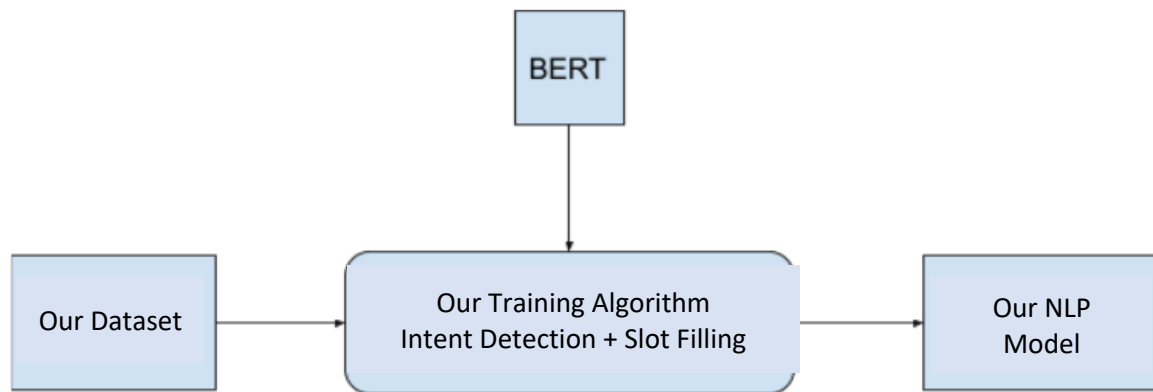 BERT
Our Dataset
Our Training Algorithm
Intent Detection + Slot Filling
Our NLP
Model